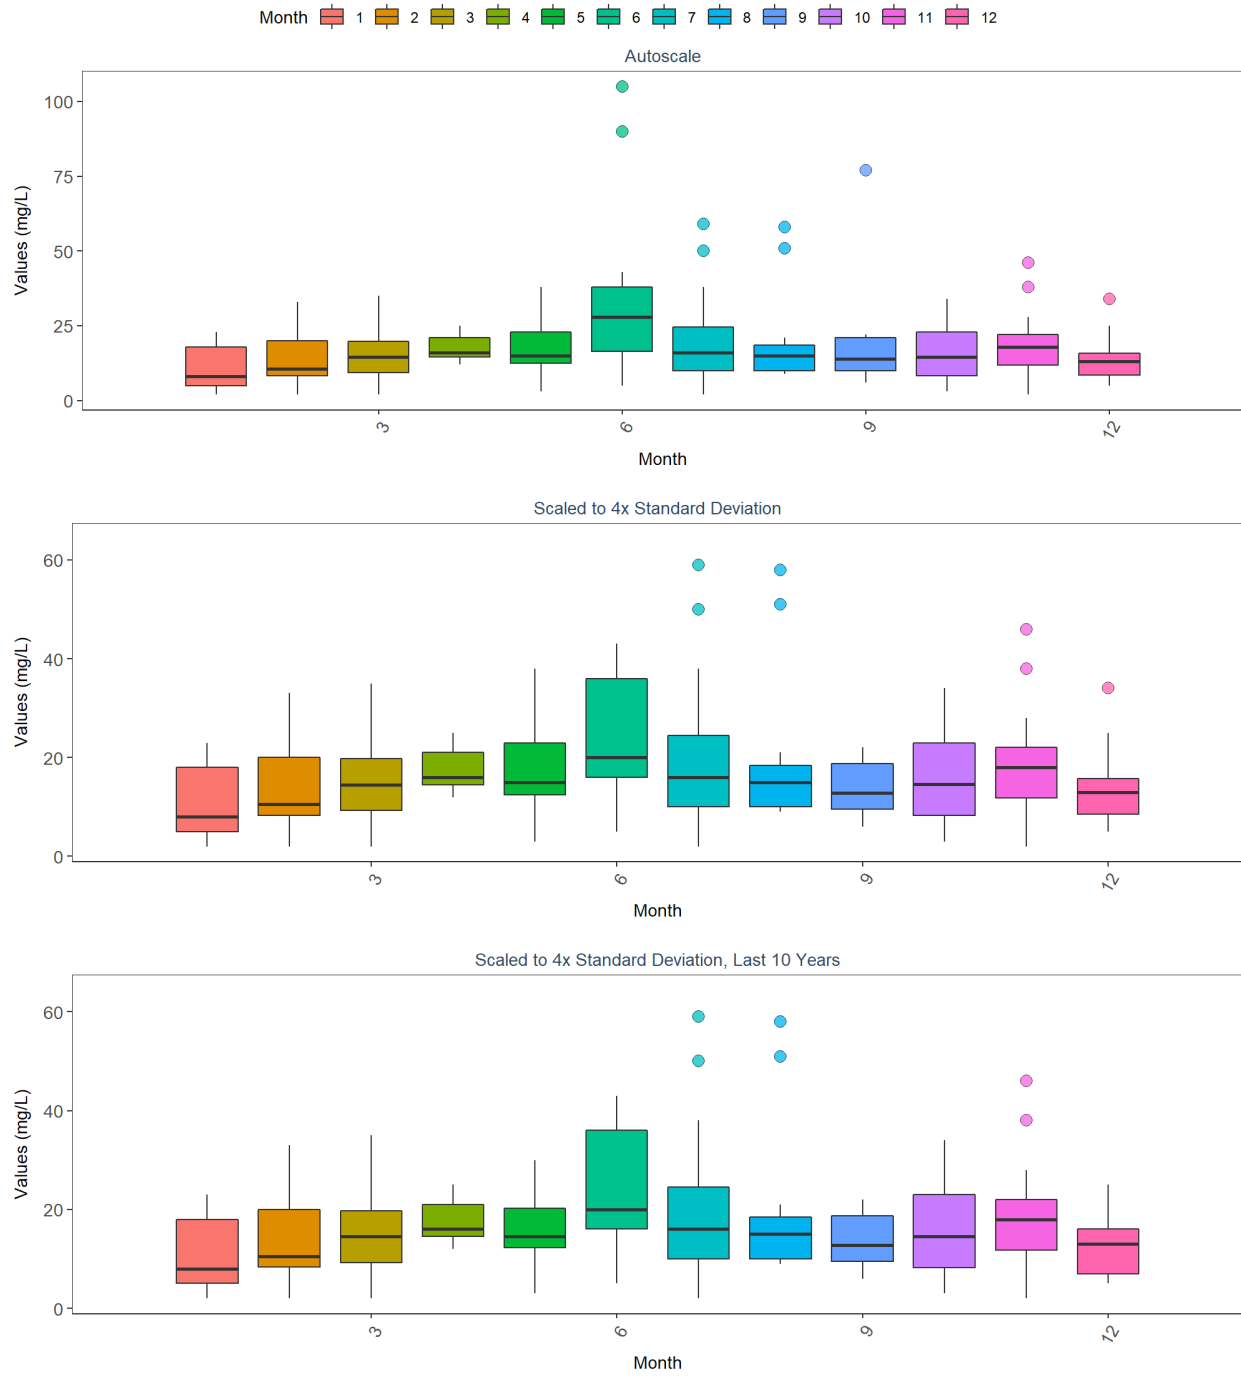 Month 1 2 3 4 5 6 7 8 9 10 11 12
Autoscale
Values (mg/L)
100
75
50
25
0
3 6 9 12
Month
Scaled to 4x Standard Deviation
Values (mg/L)
60
40
20
0
3 6 9 12
Month
Scaled to 4x Standard Deviation, Last 10 Years
Values (mg/L)
60
40
20
0
3 6 9 12
Month